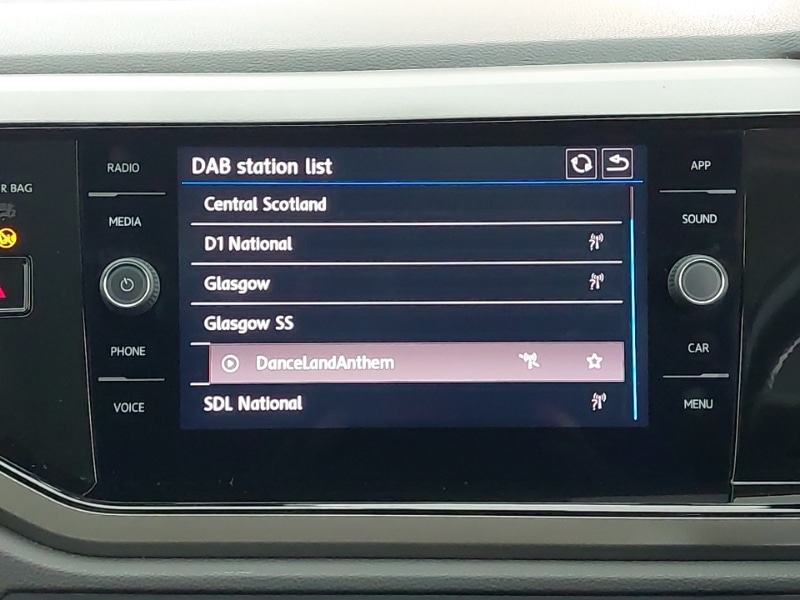 RADIO
MEDIA
PHONE
VOICE
R BAG
DAB station list
Central Scotland
D1 National
Glasgow
Glasgow SS
DanceLandAnthem
SDL National
APP
SOUND
CAR
MENU